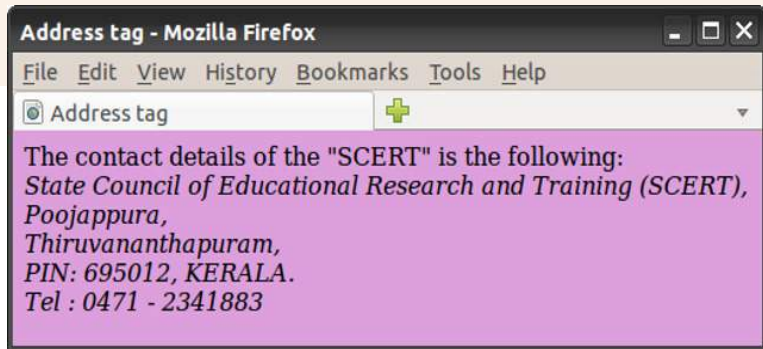 Address tag - Mozilla Firefox
File Edit View History Bookmarks Tools Help
Address tag
The contact details of the "SCERT" is the following:
State Council of Educational Research and Training (SCERT),
Poojappura,
Thiruvananthapuram,
PIN: 695012, KERALA.
Tel : 0471 - 2341883